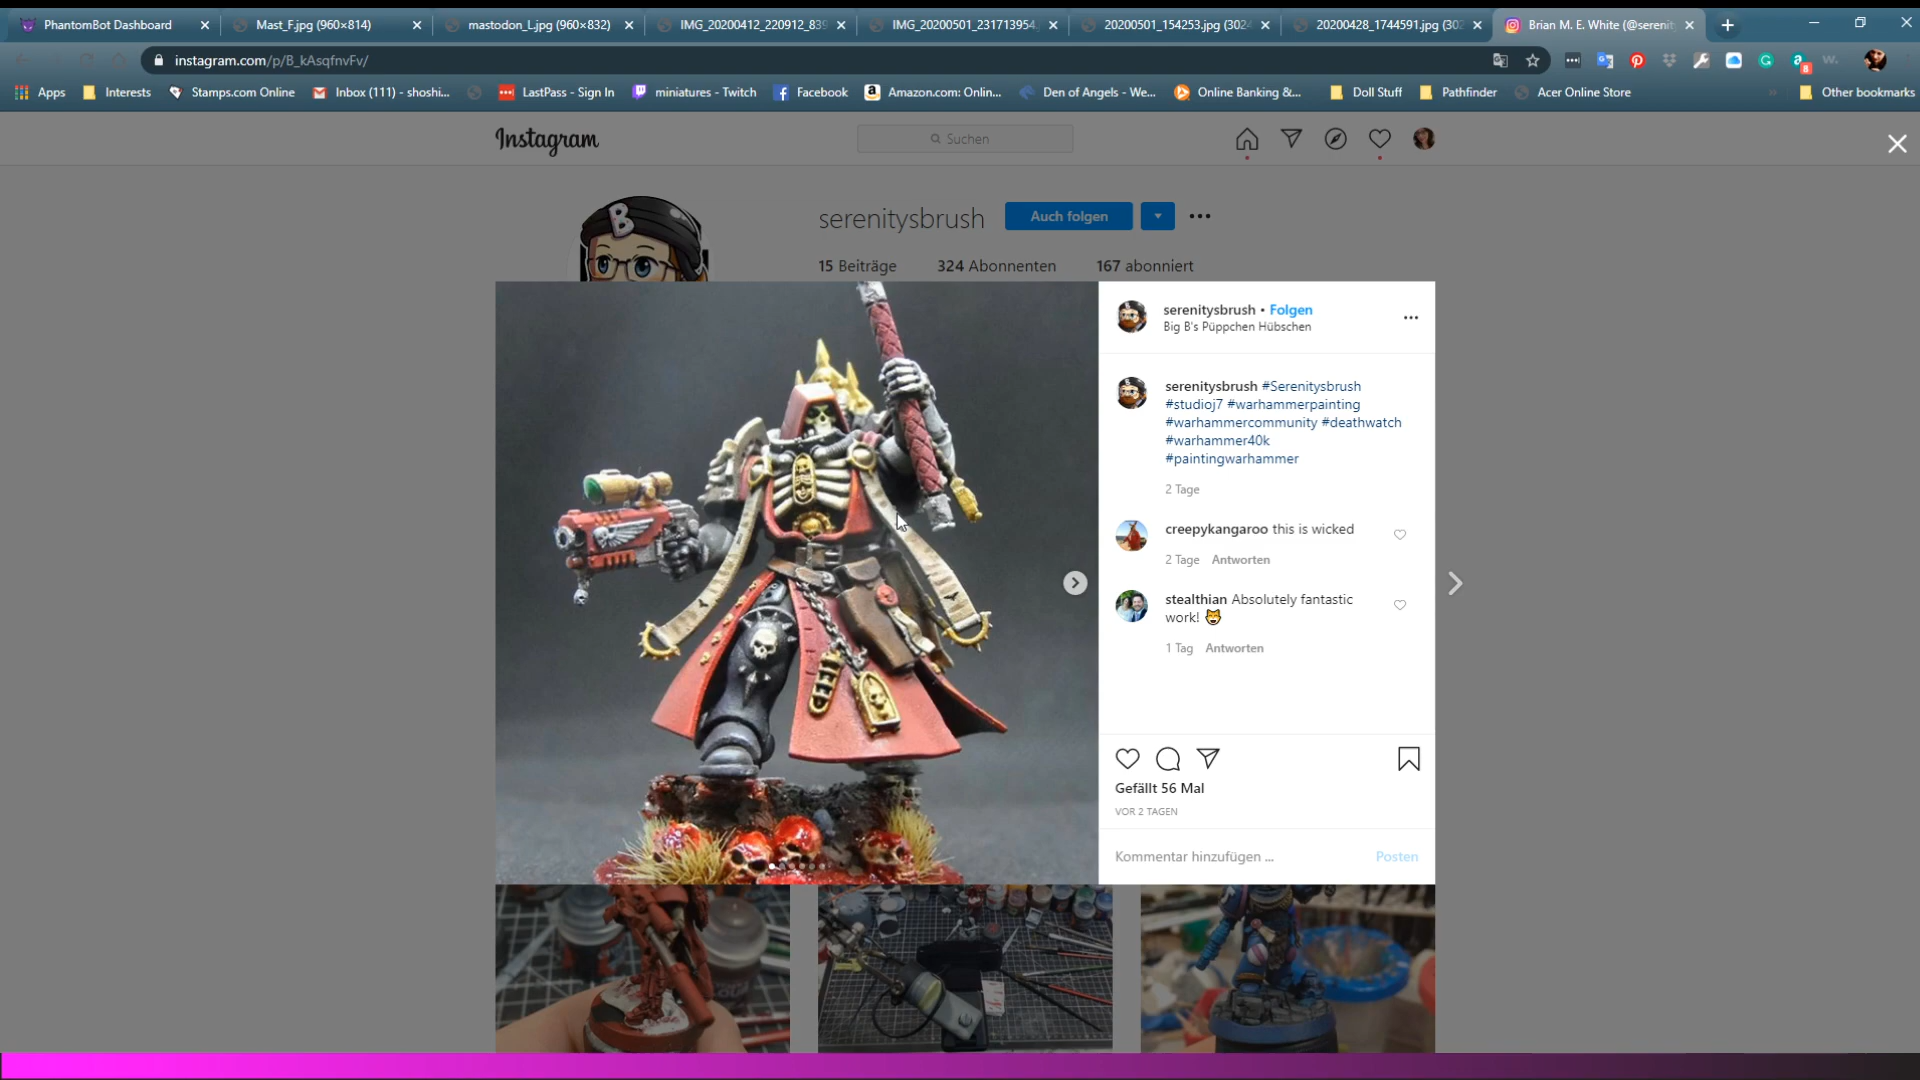 PhantomBot Dashboard
Mast_F.jpg (960×814)
mastodon_L.jpg (960×832)
IMG_20200412_220912_839
IMG_20200501_231713954.
20200501_154253.jpg (302
20200428_1744591.jpg (302
Brian M. E. White (@serenit
instagram.com/p/B_kAsqfnvFv/
Apps
Interests
Stamps.com Online
Inbox (111) - shoshi...
LastPass - Sign In
miniatures - Twitch
Facebook
Amazon.com: Onlin...
Den of Angels - We...
Online Banking &...
Doll Stuff
Pathfinder
Acer Online Store
Other bookmarks
Instagram
Suchen
serenitysbrush
Auch folgen
15 Beiträge
324 Abonnenten
167 abonniert
B
serenitysbrush • Folgen
Big B's Püppchen Hübschen
serenitysbrush #Serenitysbrush
#studioj7 #warhammerpainting
#warhammercommunity #deathwatch
#warhammer40k
#paintingwarhammer
2 Tage
creepykangaroo this is wicked
2 Tage Antworten
stealthian Absolutely fantastic
work! 😺
1 Tag Antworten
Gefällt 56 Mal
VOR 2 TAGEN
Kommentar hinzufügen ...
Posten